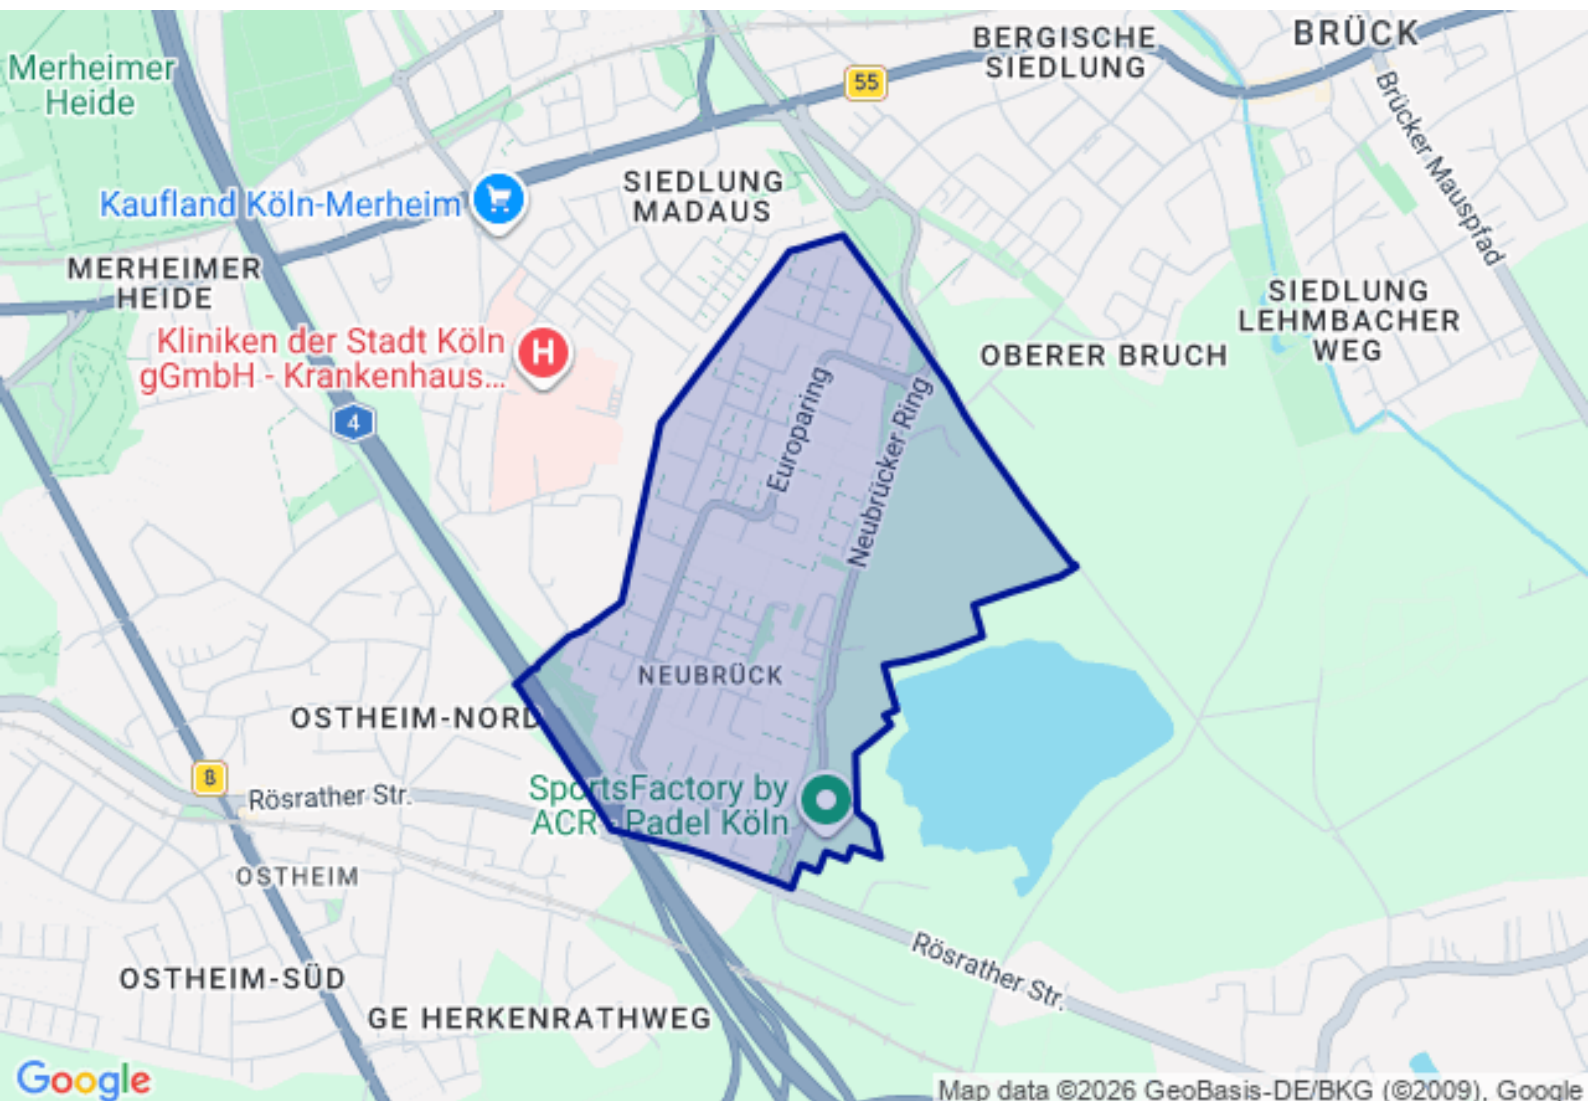 BRÜCK
BERGISCHE
SIEDLUNG
Merheimer
Heide
55
Brücker Mauspfad
SIEDLUNG
MADAUS
Kaufland Köln-Merheim
MERHEIMER
HEIDE
SIEDLUNG
LEHMBACHER
WEG
Kliniken der Stadt Köln
gGmbH - Krankenhaus...
H
OBERER BRUCH
4
Europaring
Neubrücker Ring
NEUBRÜCK
OSTHEIM-NORD
8
Rösrather Str.
SportsFactory by
ACR - Padel Köln
OSTHEIM
Rösrather Str.
OSTHEIM-SÜD
GE HERKENRATHWEG
Google
Map data ©2026 GeoBasis-DE/BKG (©2009), Google